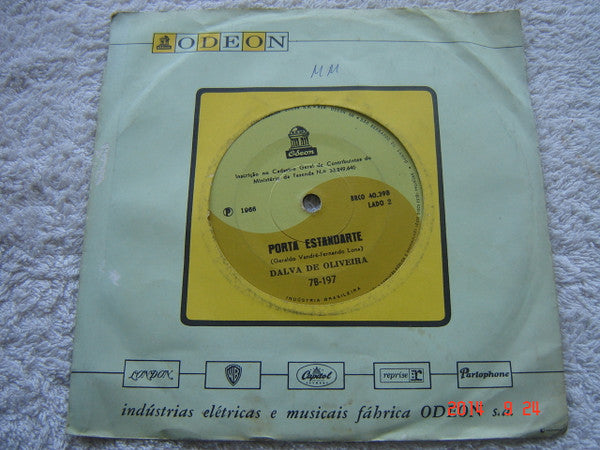 ODEON
MM
Odeon
Inscrição no Cadastro Geral de Contribuintes do
Ministério da Fazenda N.º 33.249.640
Ⓟ 1966
BRCO 40.398
LADO 2
PORTA ESTANDARTE
(Geraldo Vandré-Fernando Lona)
DALVA DE OLIVEIRA
7B-197
INDÚSTRIA BRASILEIRA
LONDON
WB
Capitol
RECORDS
reprise r:
Parlophone
indústrias elétricas e musicais fábrica ODEON s.a.
2014 8 24